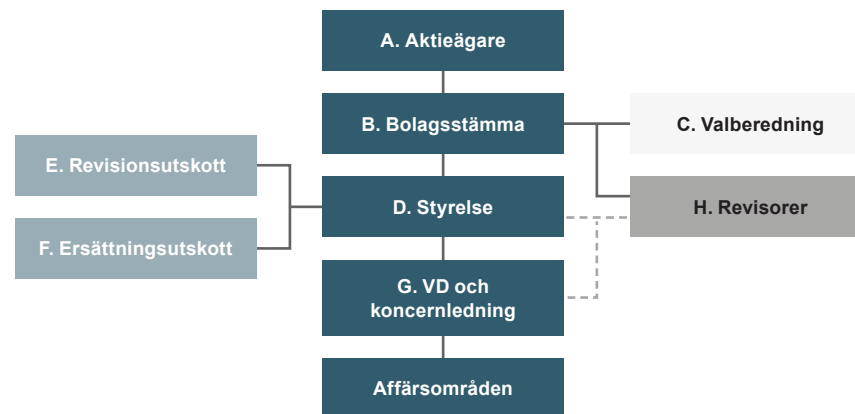 A. Aktieägare
B. Bolagsstämma
C. Valberedning
E. Revisionsutskott
D. Styrelse
H. Revisorer
F. Ersättningsutskott
G. VD och
koncernledning
Affärsområden